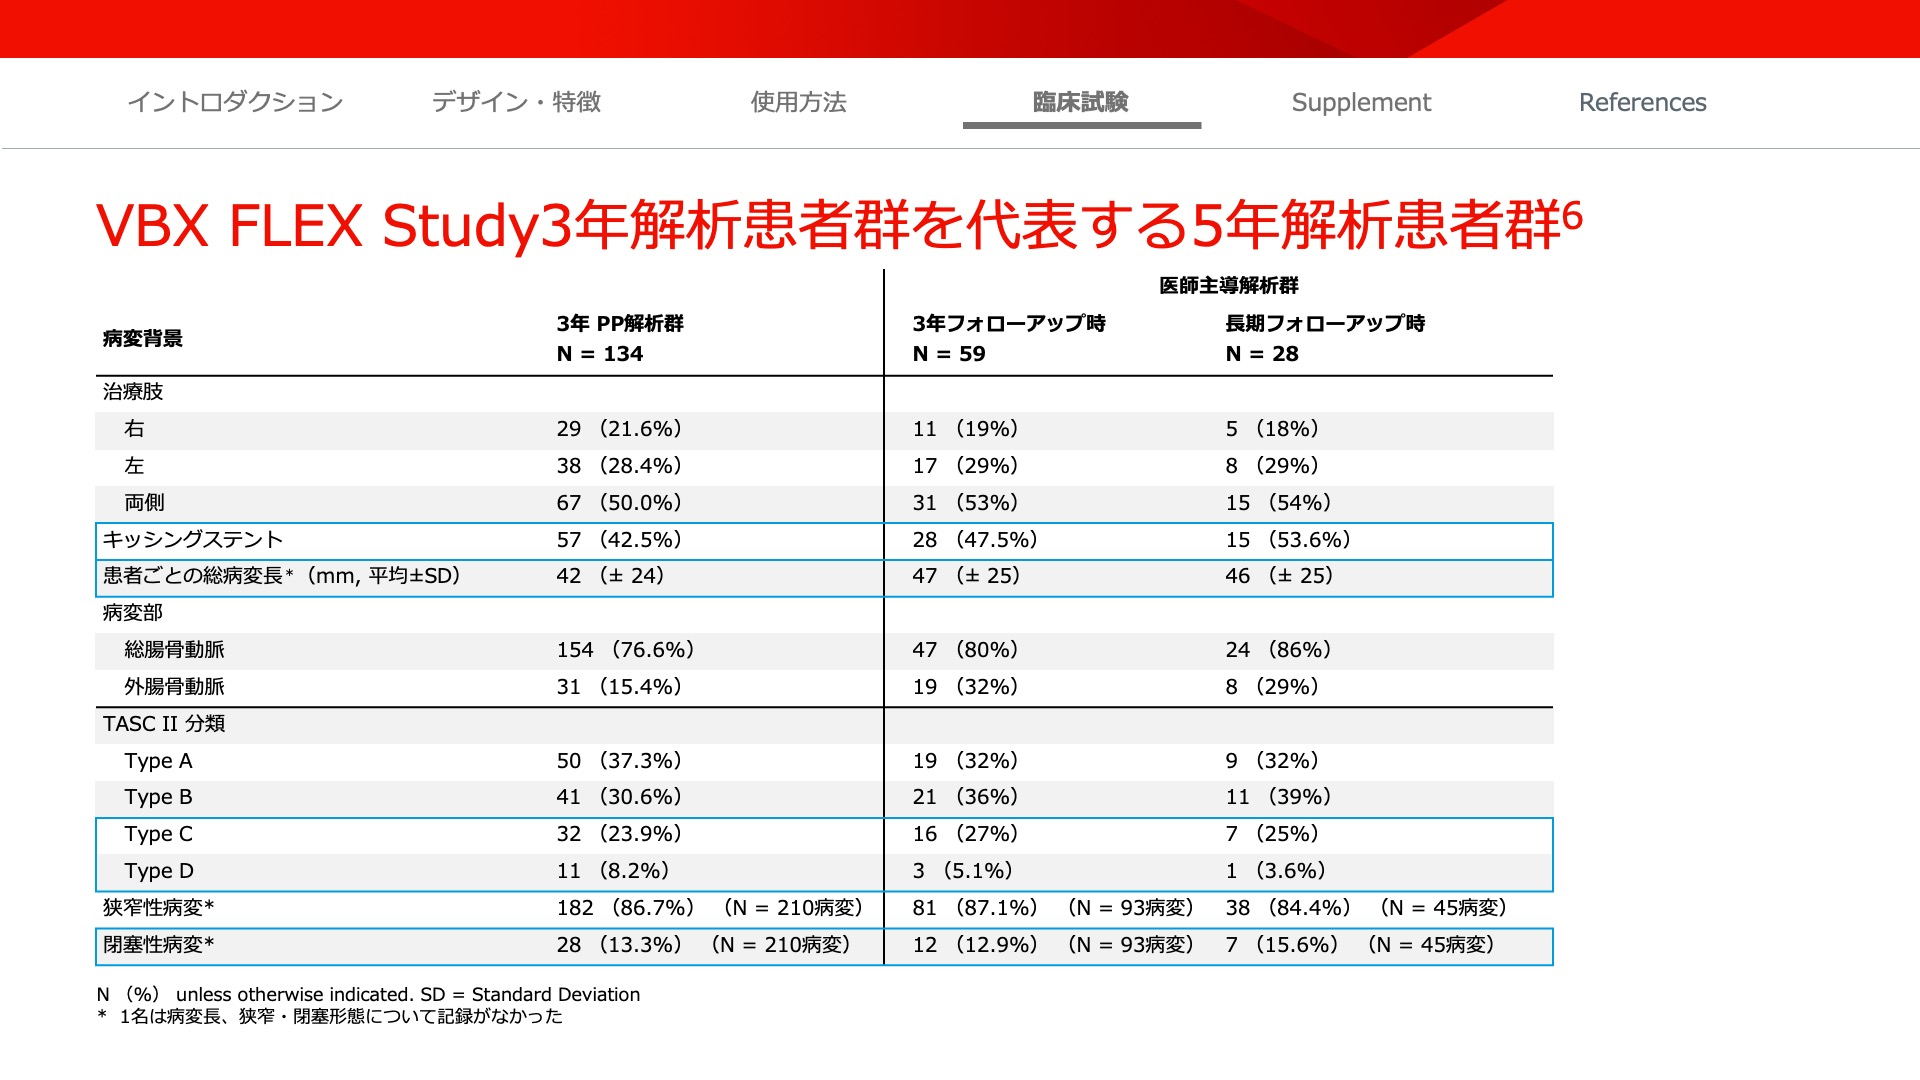 イントロダクション
デザイン・特徴
使用方法
臨床試験
Supplement
References
VBX FLEX Study3年解析患者群を代表する5年解析患者群6
医師主導解析群
病変背景
3年 PP解析群
N = 134
3年フォローアップ時
N = 59
長期フォローアップ時
N = 28
治療肢
右 29 （21.6%） 11 （19%） 5 （18%）
左 38 （28.4%） 17 （29%） 8 （29%）
両側 67 （50.0%） 31 （53%） 15 （54%）
キッシングステント 57 （42.5%） 28 （47.5%） 15 （53.6%）
患者ごとの総病変長*（mm, 平均±SD） 42 （± 24） 47 （± 25） 46 （± 25）
病変部
総腸骨動脈 154 （76.6%） 47 （80%） 24 （86%）
外腸骨動脈 31 （15.4%） 19 （32%） 8 （29%）
TASC II 分類
Type A 50 （37.3%） 19 （32%） 9 （32%）
Type B 41 （30.6%） 21 （36%） 11 （39%）
Type C 32 （23.9%） 16 （27%） 7 （25%）
Type D 11 （8.2%） 3 （5.1%） 1 （3.6%）
狭窄性病変* 182 （86.7%） （N = 210病変） 81 （87.1%） （N = 93病変） 38 （84.4%） （N = 45病変）
閉塞性病変* 28 （13.3%） （N = 210病変） 12 （12.9%） （N = 93病変） 7 （15.6%） （N = 45病変）
N （%） unless otherwise indicated. SD = Standard Deviation
* 1名は病変長、狭窄・閉塞形態について記録がなかった